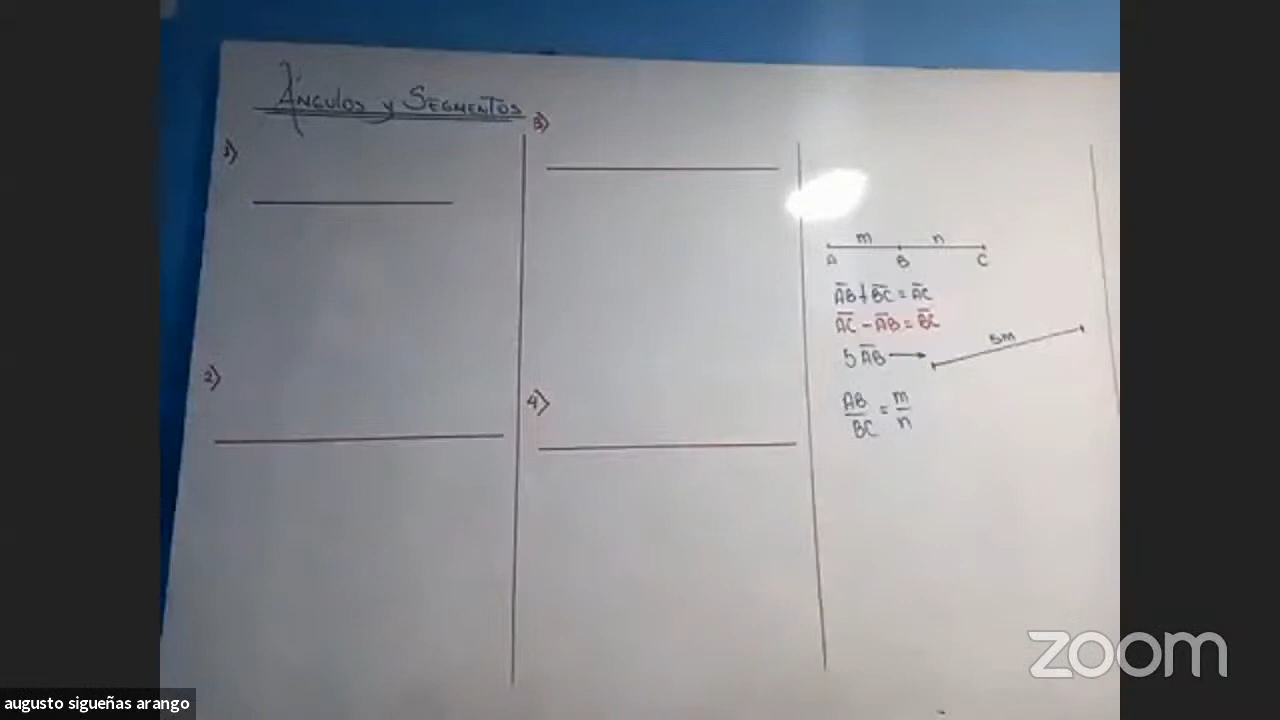 Ángulos y Segmentos
1)
2)
3)
4)
m n
A B C
AB + BC = AC
AC - AB = BC
5 AB → 5m
AB/BC = m/n
zoom
augusto sigueñas arango